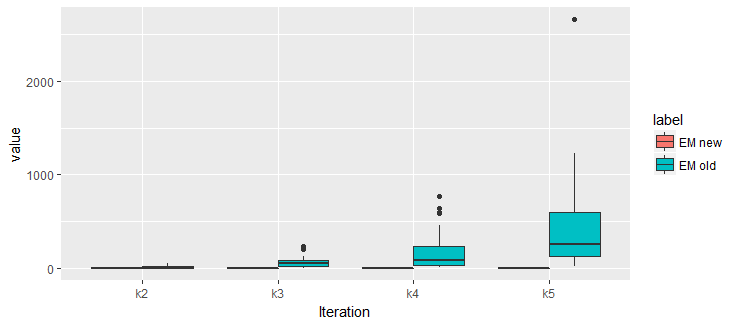 value
2000
1000
0
k2
k3
k4
k5
Iteration
label
EM new
EM old